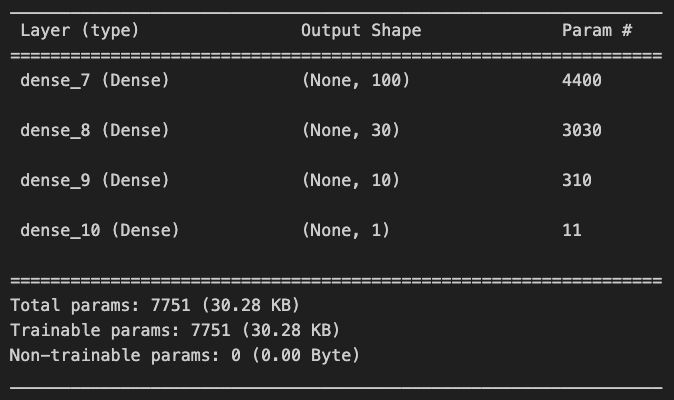 Layer (type) Output Shape Param #
=================================================================
dense_7 (Dense) (None, 100) 4400
dense_8 (Dense) (None, 30) 3030
dense_9 (Dense) (None, 10) 310
dense_10 (Dense) (None, 1) 11
=================================================================
Total params: 7751 (30.28 KB)
Trainable params: 7751 (30.28 KB)
Non-trainable params: 0 (0.00 Byte)